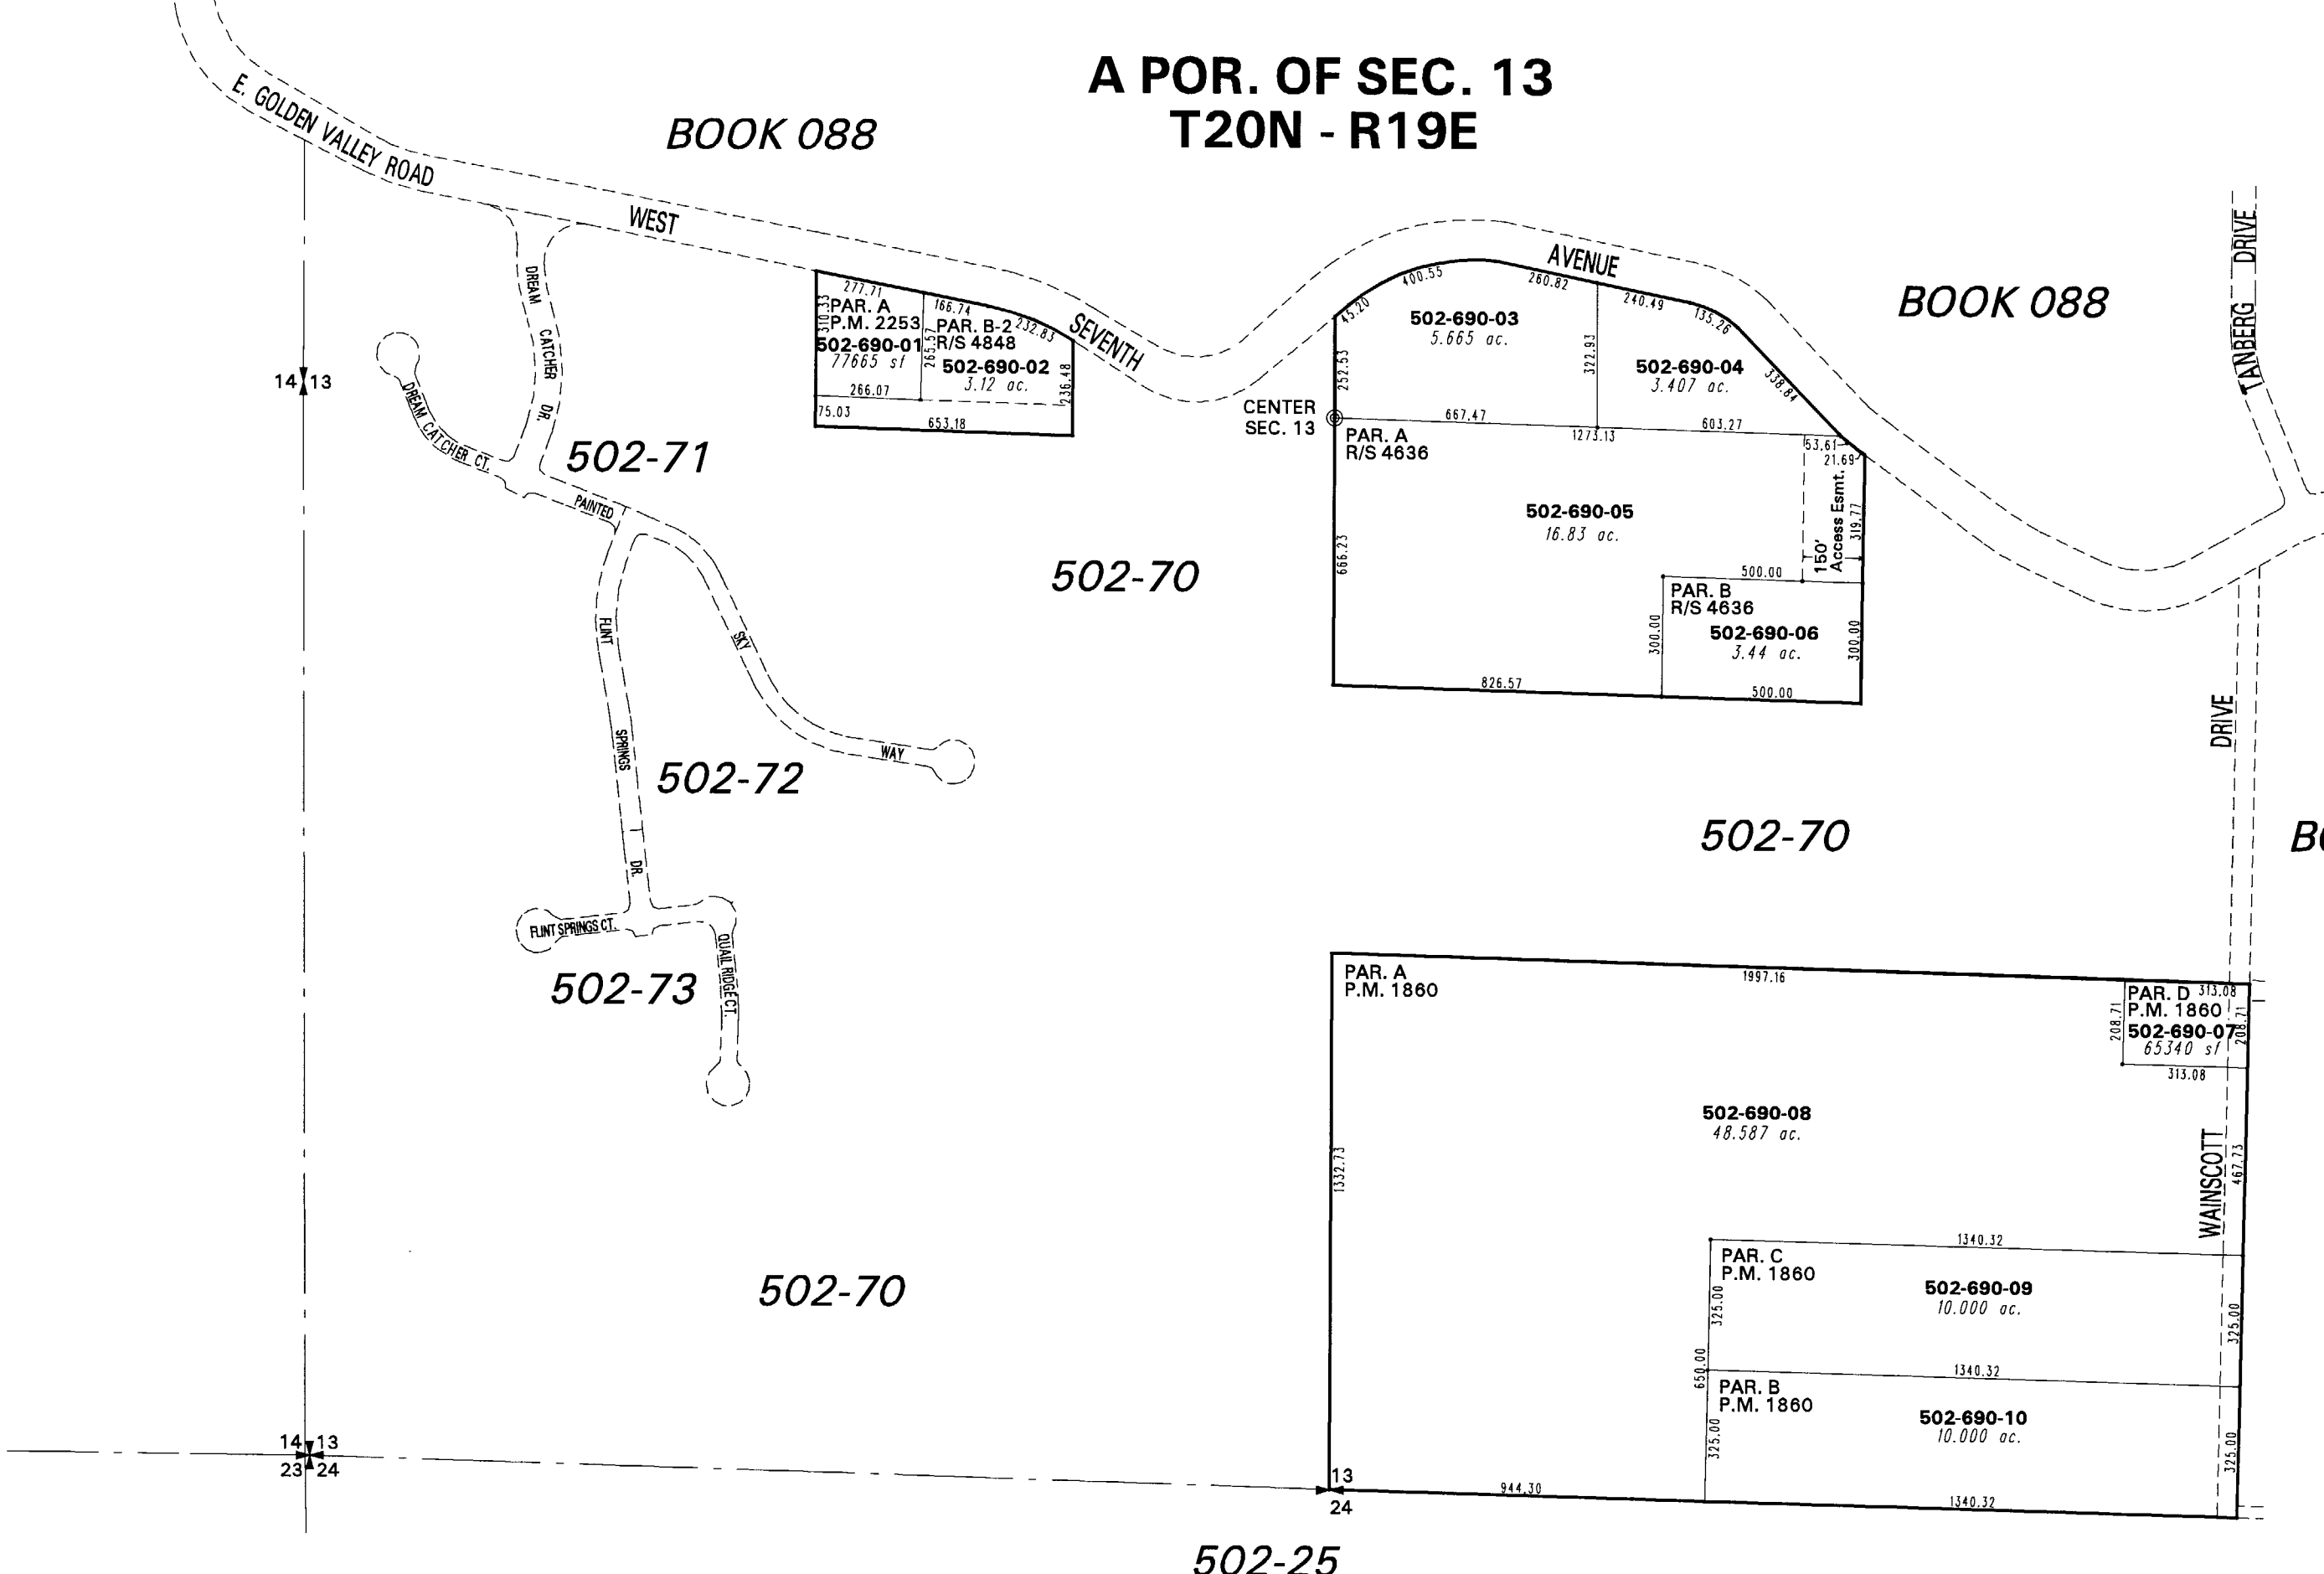 A POR. OF SEC. 13
T20N - R19E
BOOK 088
E. GOLDEN VALLEY ROAD
WEST
SEVENTH
AVENUE
BOOK 088
TANBERG DRIVE
DREAM CATCHER DR.
DREAM CATCHER CT.
14 13
277.71
310.33
PAR. A
P.M. 2253
502-690-01
77665 sf
266.07
75.03
653.18
166.74
232.83
265.57
PAR. B-2
R/S 4848
502-690-02
3.12 ac.
236.48
45.20
400.55
260.82
502-690-03
5.665 ac.
252.53
322.93
240.49
135.26
502-690-04
3.407 ac.
338.84
CENTER
SEC. 13
667.47
1273.13
603.27
53.61
21.69
PAR. A
R/S 4636
502-690-05
16.83 ac.
666.23
150'
Access Esmt.
319.77
500.00
PAR. B
R/S 4636
502-690-06
3.44 ac.
300.00
300.00
826.57
500.00
502-71
PAINTED
SKY
WAY
502-70
FLINT
SPRINGS
DR.
502-72
FLINT SPRINGS CT.
QUAIL RIDGE CT.
502-73
502-70
DRIVE
WAINSCOTT
PAR. A
P.M. 1860
1997.16
313.08
PAR. D
P.M. 1860
502-690-07
65340 sf
208.71
208.71
313.08
502-690-08
48.587 ac.
1332.73
467.73
1340.32
PAR. C
P.M. 1860
502-690-09
10.000 ac.
325.00
325.00
650.00
1340.32
PAR. B
P.M. 1860
502-690-10
10.000 ac.
325.00
325.00
502-70
14 13
23 24
13
24
944.30
1340.32
502-25